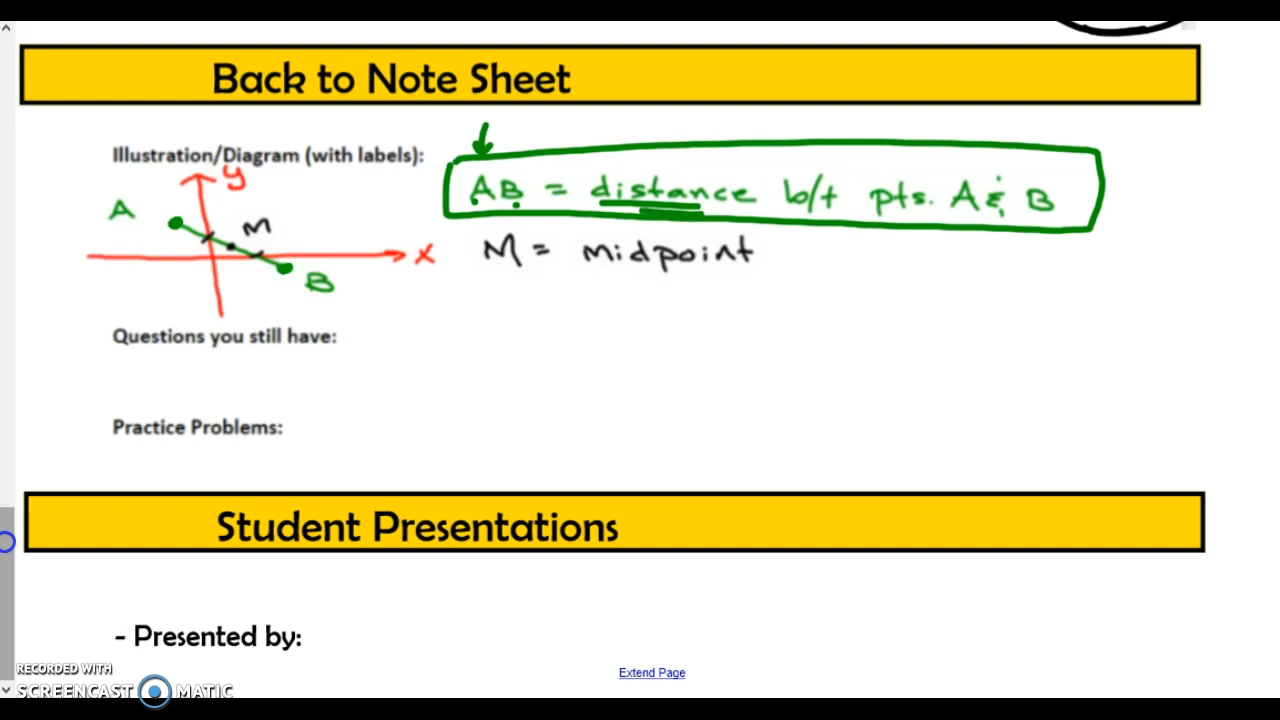 Back to Note Sheet
Illustration/Diagram (with labels):
y
A
M
x
B
AB = distance b/t pts. A & B
M = midpoint
Questions you still have:
Practice Problems:
Student Presentations
- Presented by:
Extend Page
RECORDED WITH
SCREENCAST MATIC